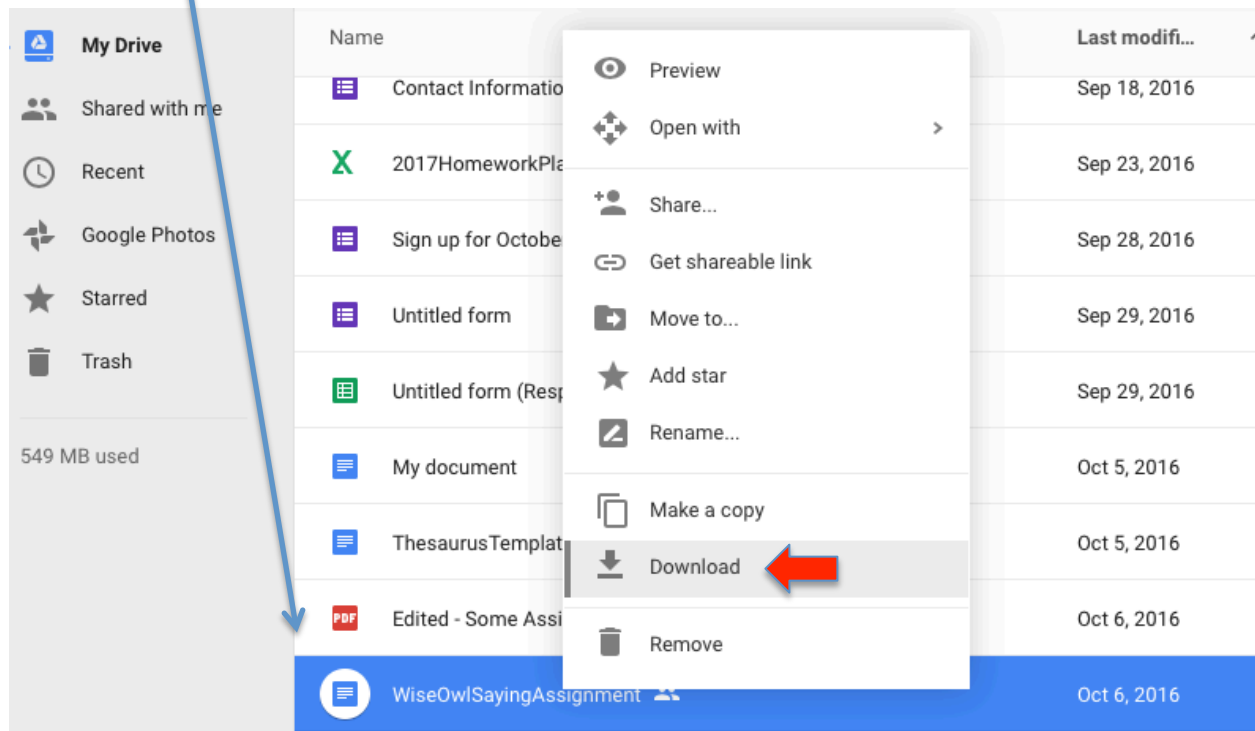 My Drive
Shared with me
Recent
Google Photos
Starred
Trash
549 MB used
Name
Last modifi...
Contact Informatio
Sep 18, 2016
X
2017HomeworkPla
Sep 23, 2016
Sign up for Octobe
Sep 28, 2016
Untitled form
Sep 29, 2016
Untitled form (Resp
Sep 29, 2016
My document
Oct 5, 2016
ThesaurusTemplat
Oct 5, 2016
PDF
Edited - Some Assi
Oct 6, 2016
WiseOwlSayingAssignment
Oct 6, 2016
Preview
Open with
Share...
Get shareable link
Move to...
Add star
Rename...
Make a copy
Download
Remove